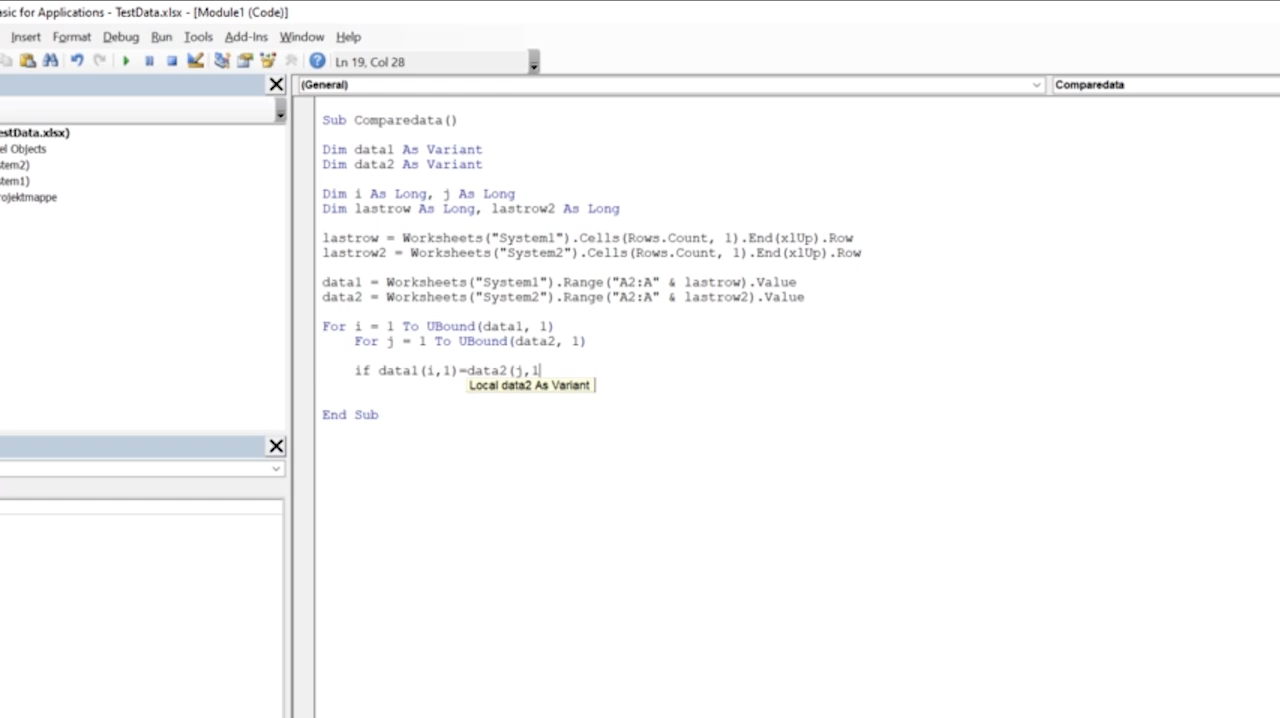 asic for Applications - TestData.xlsx - [Module1 (Code)]
Insert Format Debug Run Tools Add-Ins Window Help
Ln 19, Col 28
(General) Comparedata
estData.xlsx)
el Objects
stem2)
stem1)
rojektmappe
Sub Comparedata()
Dim data1 As Variant
Dim data2 As Variant
Dim i As Long, j As Long
Dim lastrow As Long, lastrow2 As Long
lastrow = Worksheets("System1").Cells(Rows.Count, 1).End(xlUp).Row
lastrow2 = Worksheets("System2").Cells(Rows.Count, 1).End(xlUp).Row
data1 = Worksheets("System1").Range("A2:A" & lastrow).Value
data2 = Worksheets("System2").Range("A2:A" & lastrow2).Value
For i = 1 To UBound(data1, 1)
For j = 1 To UBound(data2, 1)
if data1(i,1)=data2(j,1
Local data2 As Variant
End Sub